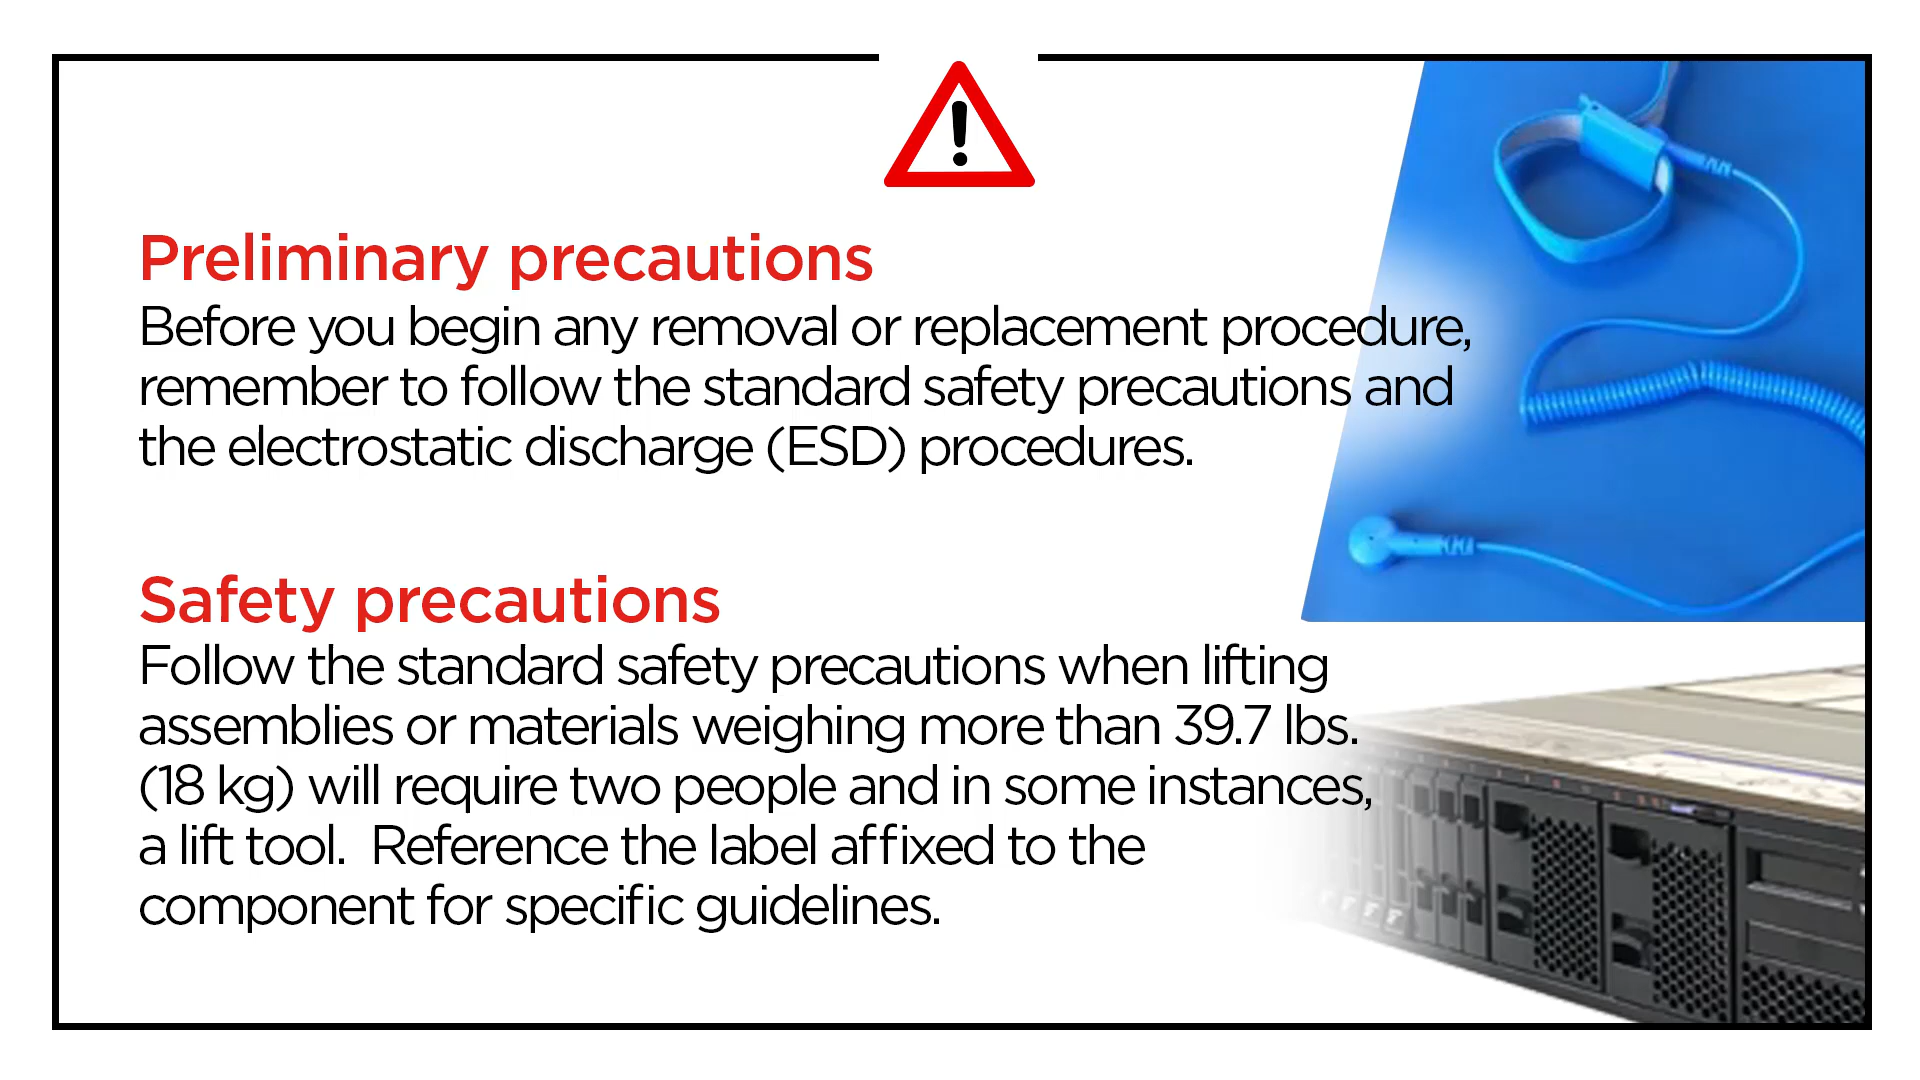 Preliminary precautions
Before you begin any removal or replacement procedure,
remember to follow the standard safety precautions and
the electrostatic discharge (ESD) procedures.
Safety precautions
Follow the standard safety precautions when lifting
assemblies or materials weighing more than 39.7 lbs.
(18 kg) will require two people and in some instances,
a lift tool.  Reference the label affixed to the
component for specific guidelines.